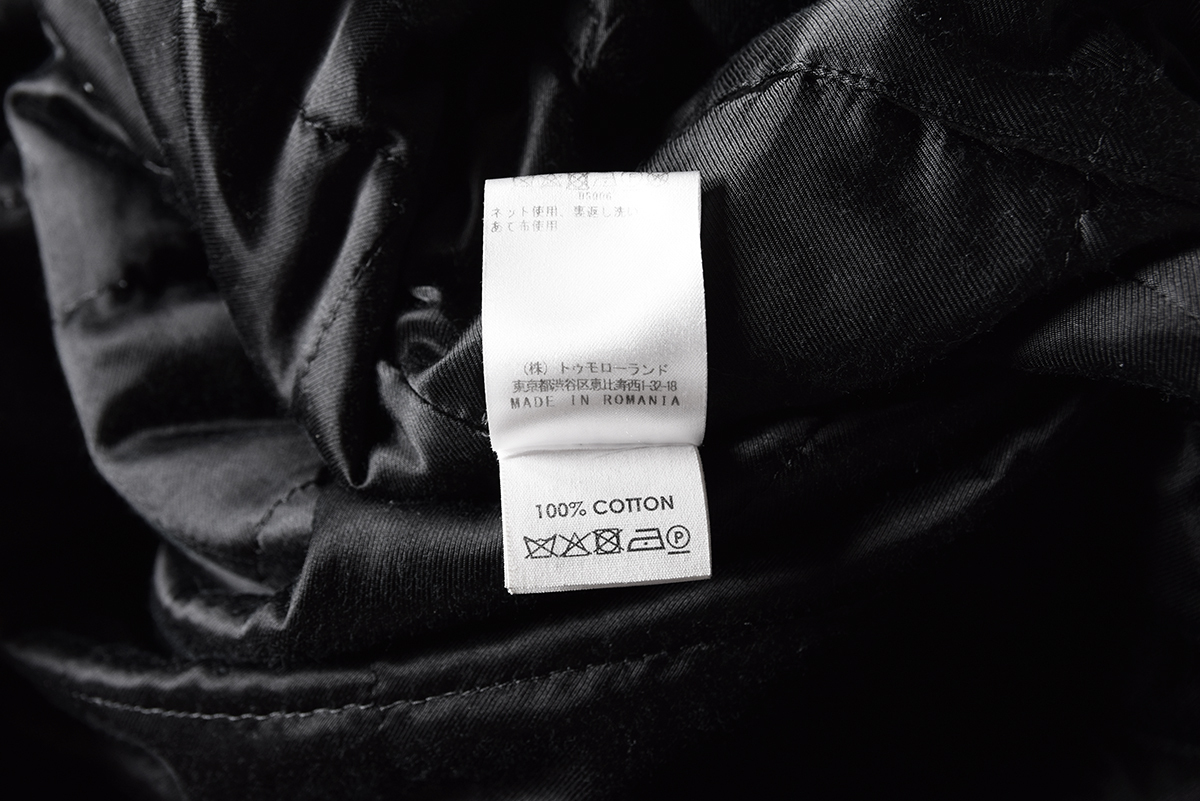 ネット使用、裏返し洗い
あて布使用
(株)トゥモローランド
東京都渋谷区恵比寿西1-32-18
MADE IN ROMANIA
100% COTTON
P